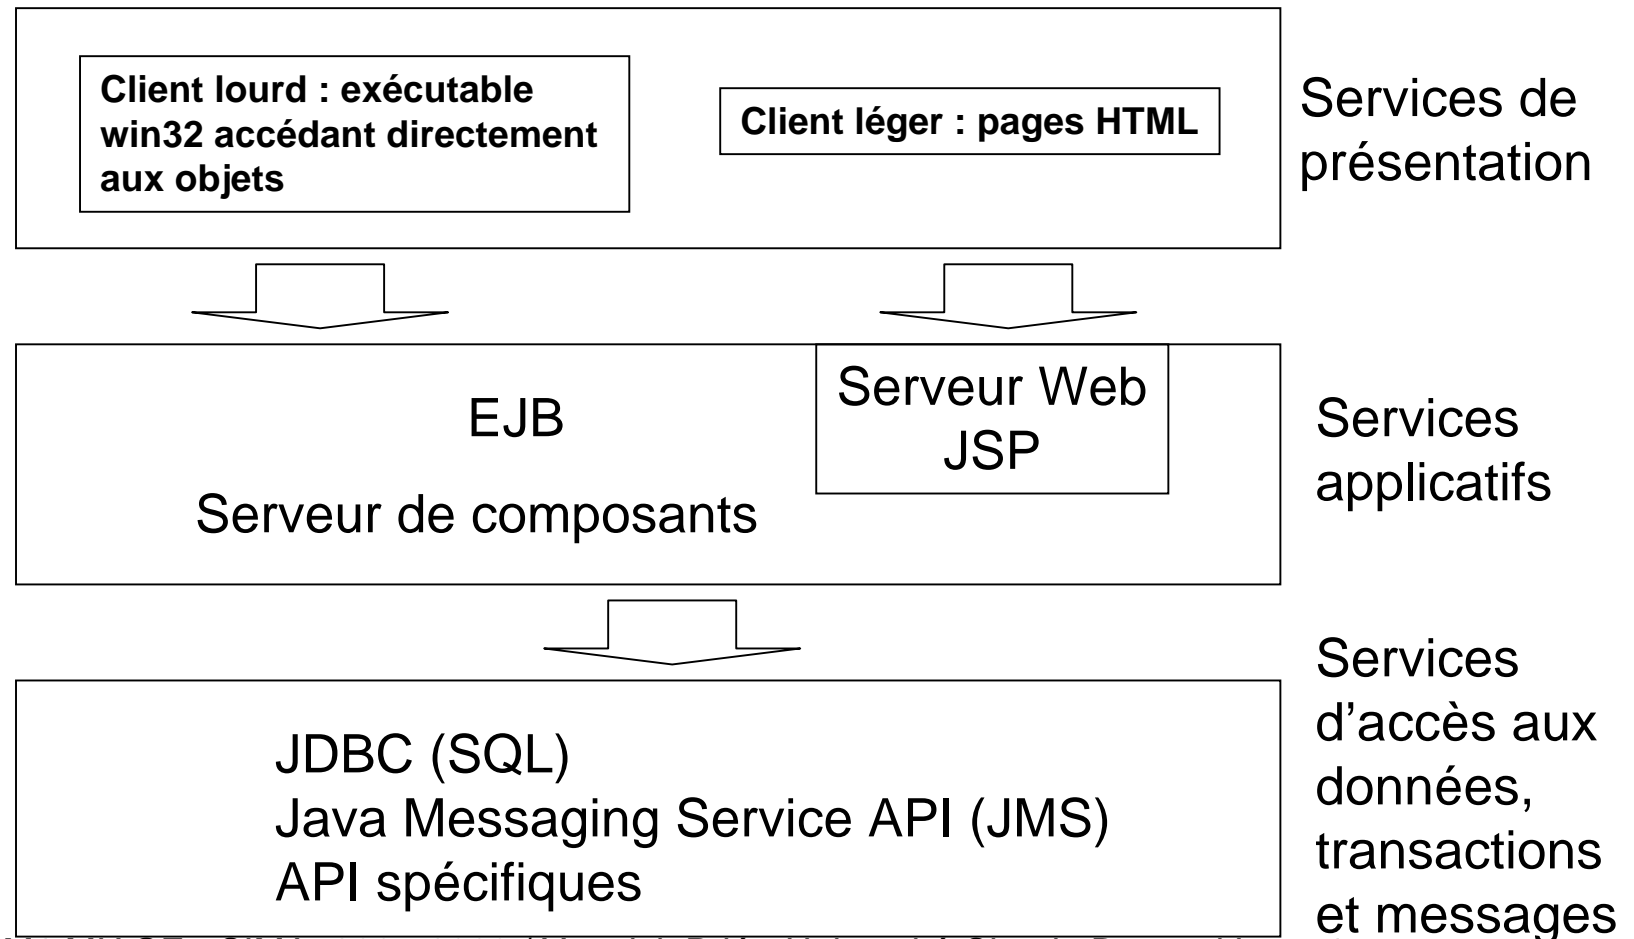 Client lourd : exécutable
win32 accédant directement
aux objets
Client léger : pages HTML
Services de
présentation
EJB
Serveur de composants
Serveur Web
JSP
Services
applicatifs
JDBC (SQL)
Java Messaging Service API (JMS)
API spécifiques
Services
d’accès aux
données,
transactions
et messages